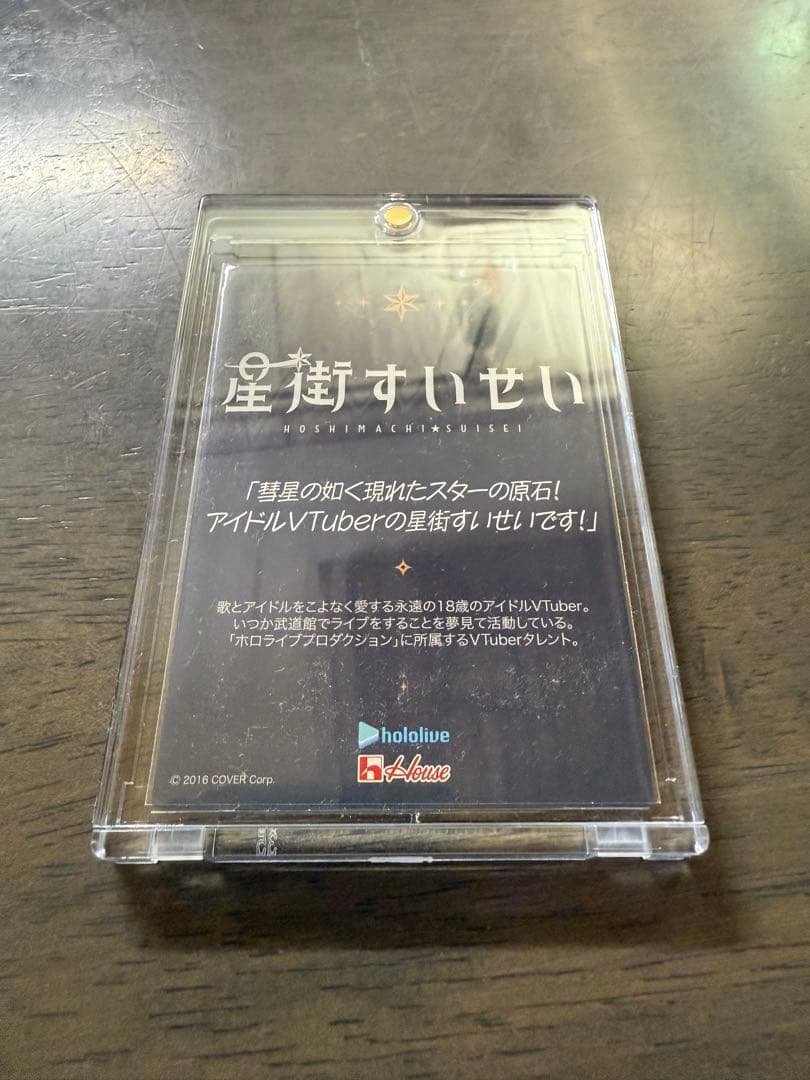 星街すいせい
HOSHIMACHI★SUISEI
「彗星の如く現れたスターの原石!
アイドルVTuberの星街すいせいです!」
歌とアイドルをこよなく愛する永遠の18歳のアイドルVTuber。
いつか武道館でライブをすることを夢見て活動している。
「ホロライブプロダクション」に所属するVTuberタレント。
hololive
House
© 2016 COVER Corp.